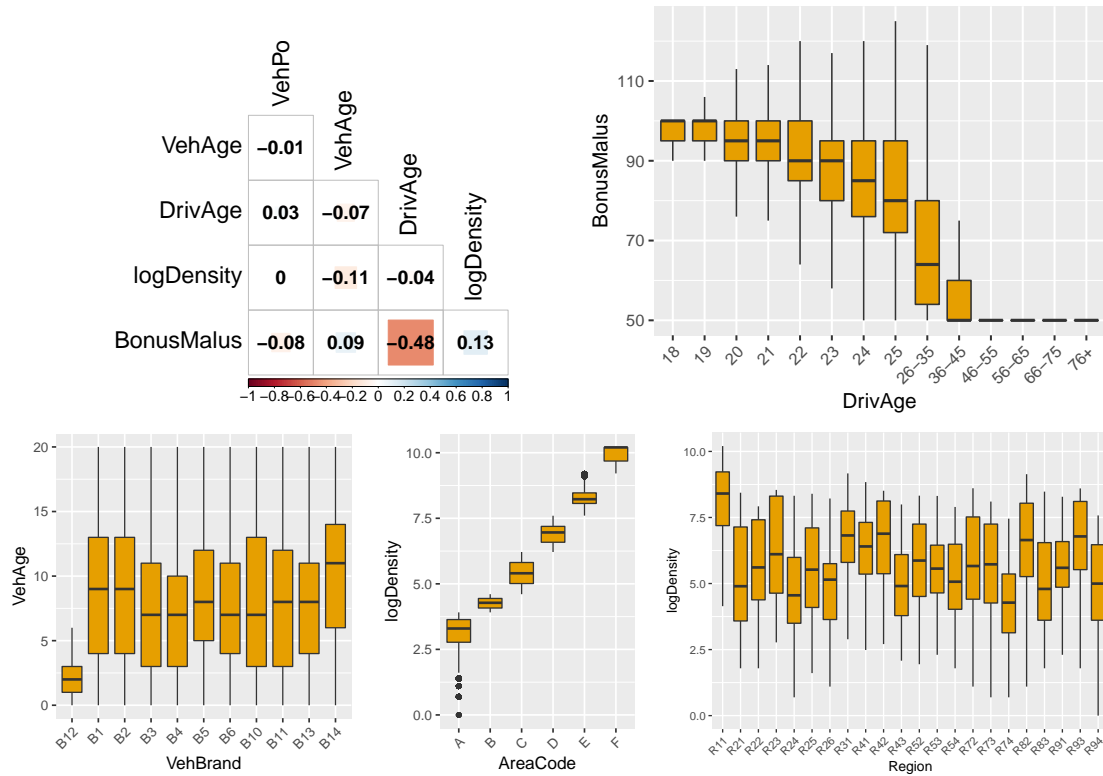 VehPo
VehAge
DrivAge
logDensity
VehAge
DrivAge
logDensity
BonusMalus
−0.01
0.03 −0.07
0 −0.11 −0.04
−0.08 0.09 −0.48 0.13
−1 −0.8 −0.6 −0.4 −0.2 0 0.2 0.4 0.6 0.8 1
BonusMalus
110
90
70
50
18 19 20 21 22 23 24 25 26−35 36−45 46−55 56−65 66−75 76+
DrivAge
VehAge
20
15
10
5
0
B12 B1 B2 B3 B4 B5 B6 B10 B11 B13 B14
VehBrand
logDensity
10.0
7.5
5.0
2.5
0.0
A B C D E F
AreaCode
logDensity
10.0
7.5
5.0
2.5
0.0
R11 R21 R22 R23 R24 R25 R26 R31 R41 R42 R43 R52 R53 R54 R72 R73 R74 R82 R83 R91 R93 R94
Region